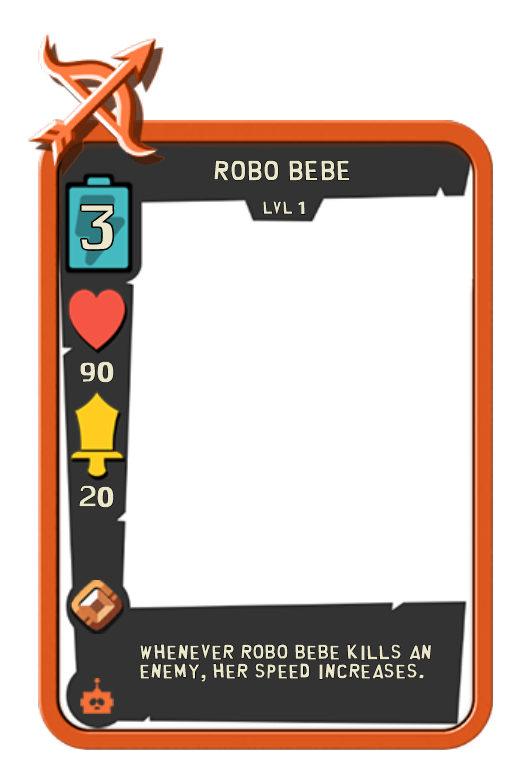 ROBO BEBE
LVL 1
3
90
20
WHENEVER ROBO BEBE KILLS AN
ENEMY, HER SPEED INCREASES.